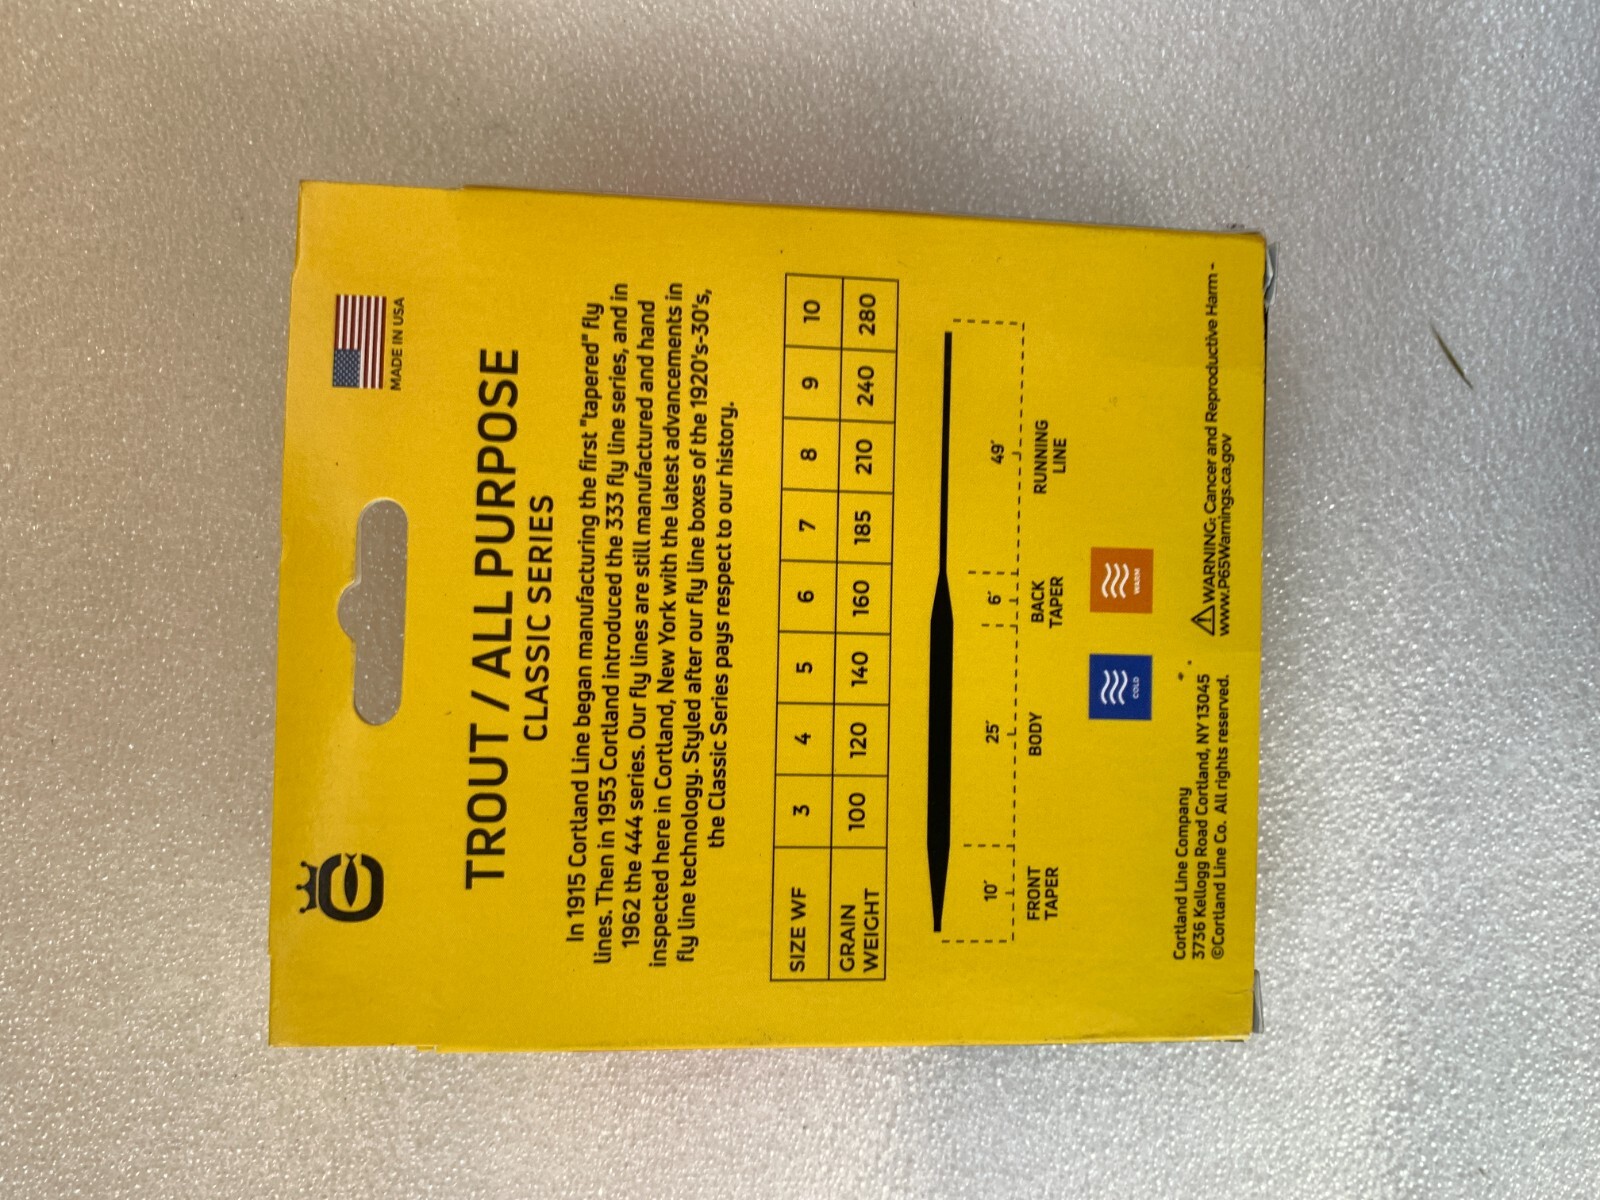 MADE IN USA
TROUT / ALL PURPOSE
CLASSIC SERIES
In 1915 Cortland Line began manufacturing the first "tapered" fly
lines. Then in 1953 Cortland introduced the 333 fly line series, and in
1962 the 444 series. Our fly lines are still manufactured and hand
inspected here in Cortland, New York with the latest advancements in
fly line technology. Styled after our fly line boxes of the 1920's-30's,
the Classic Series pays respect to our history.
SIZE WF 3 4 5 6 7 8 9 10
GRAIN WEIGHT 100 120 140 160 185 210 240 280
10' 25' 6' 49'
FRONT TAPER BODY BACK TAPER RUNNING LINE
COLD WARM
Cortland Line Company
3736 Kellogg Road Cortland, NY 13045
©Cortland Line Co. All rights reserved.
⚠WARNING: Cancer and Reproductive Harm -
www.P65Warnings.ca.gov